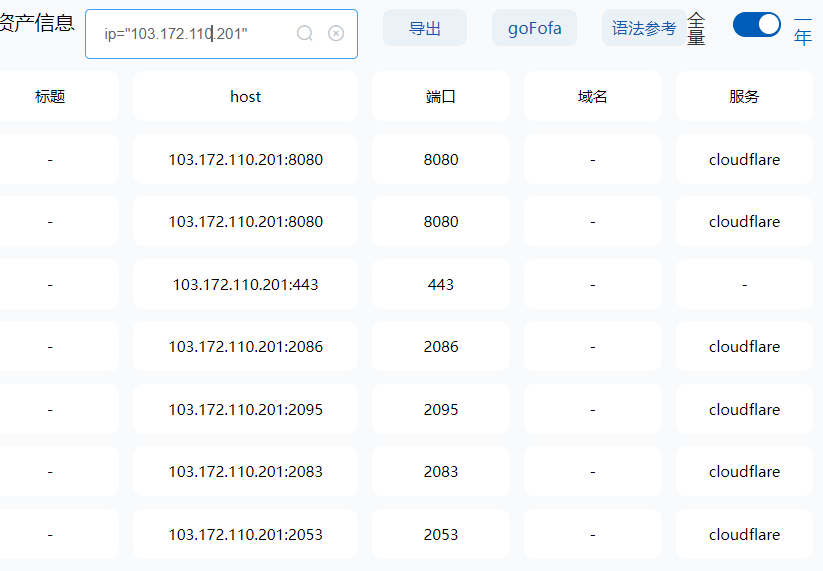 资产信息 ip="103.172.110.201" 导出 goFofa 语法参考 全量 一年
标题 host 端口 域名 服务
- 103.172.110.201:8080 8080 - cloudflare
- 103.172.110.201:8080 8080 - cloudflare
- 103.172.110.201:443 443 - -
- 103.172.110.201:2086 2086 - cloudflare
- 103.172.110.201:2095 2095 - cloudflare
- 103.172.110.201:2083 2083 - cloudflare
- 103.172.110.201:2053 2053 - cloudflare